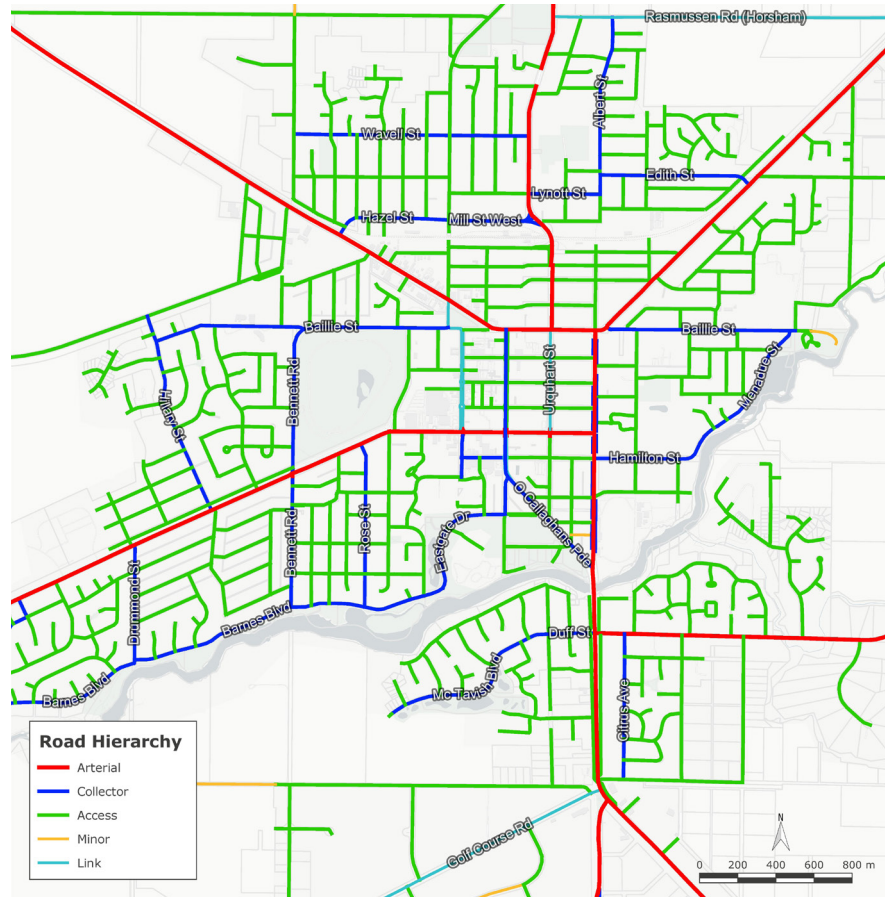 Rasmussen Rd (Horsham)
Albert St
Wavell St
Edith St
Lynott St
Hazel St
Mill St West
Baillie St
Baillie St
Urquhart St
Bennett Rd
Menadue St
Hillary St
Hamilton St
O Callaghans Pde
Eastgate Dr
Rose St
Bennett Rd
Drummond St
Barnes Blvd
Duff St
Mc Tavish Blvd
Citrus Ave
Barnes Blvd
Road Hierarchy
Arterial
Collector
Access
Minor
Link
Golf Course Rd
N
0 200 400 600 800 m